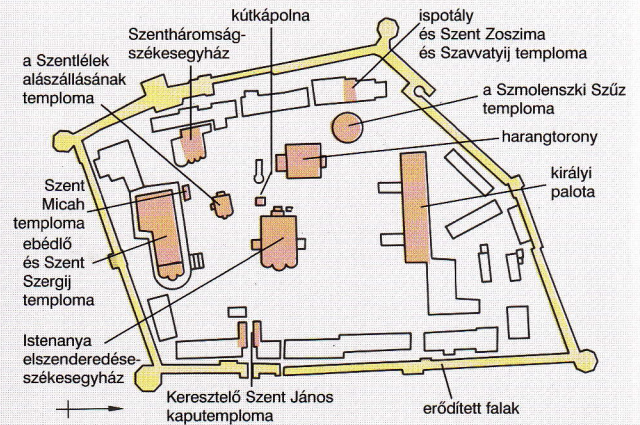 kútkápolna
ispotály
és Szent Zoszima
és Szavvatyij temploma
Szentháromság-
székesegyház
a Szentlélek
alászállásának
temploma
a Szmolenszki Szűz
temploma
harangtorony
királyi
palota
Szent
Micah
temploma
ebédlő
és Szent
Szergij
temploma
Istenanya
elszenderedése-
székesegyház
Keresztelő Szent János
kaputemploma
erődített falak